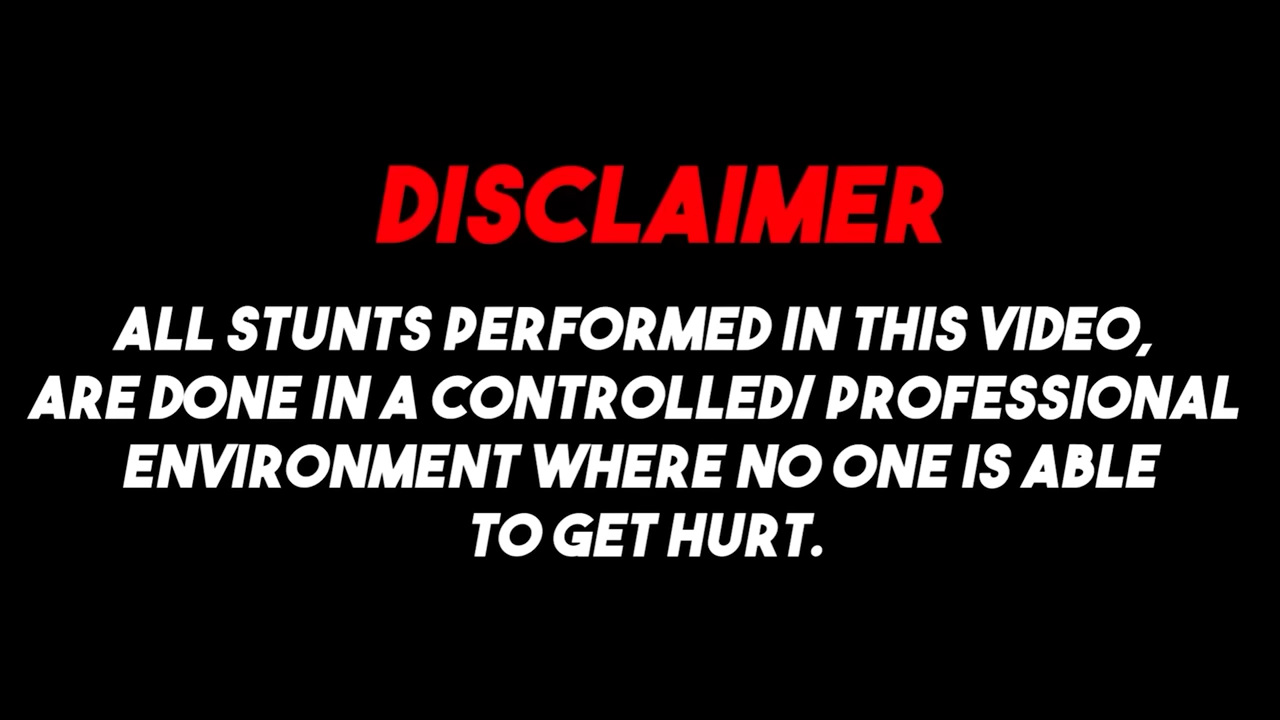 DISCLAIMER
ALL STUNTS PERFORMED IN THIS VIDEO,
ARE DONE IN A CONTROLLED/ PROFESSIONAL
ENVIRONMENT WHERE NO ONE IS ABLE
TO GET HURT.